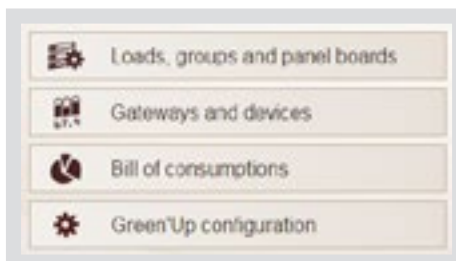 Loads, groups and panel boards
Gateways and devices
Bill of consumptions
Green'Up configuration